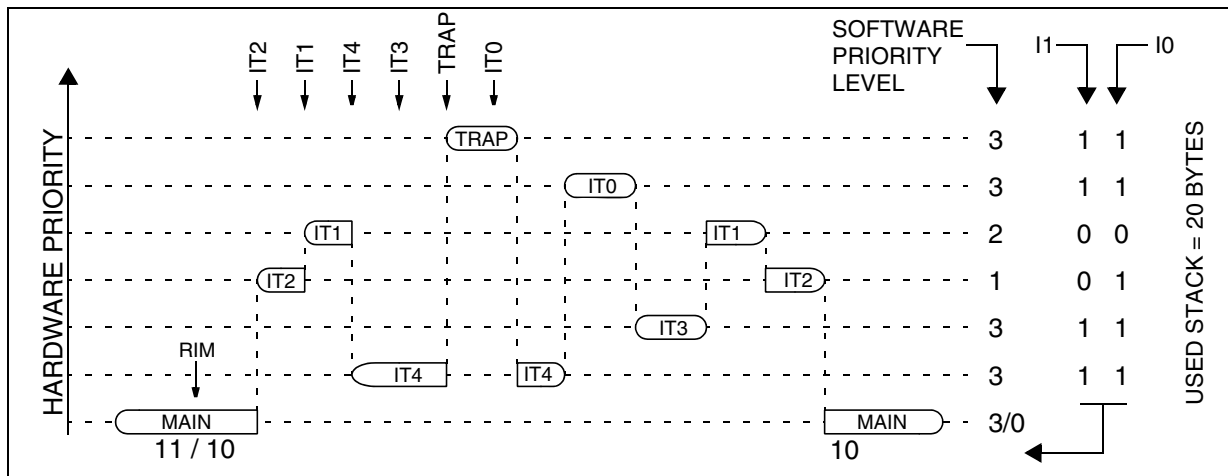 IT2
IT1
IT4
IT3
TRAP
IT0
SOFTWARE
PRIORITY
LEVEL
I1
I0
HARDWARE PRIORITY
USED STACK = 20 BYTES
TRAP
3
1 1
IT0
3
1 1
IT1
IT1
2
0 0
IT2
IT2
1
0 1
IT3
3
1 1
RIM
IT4
IT4
3
1 1
MAIN
MAIN
3/0
11 / 10
10